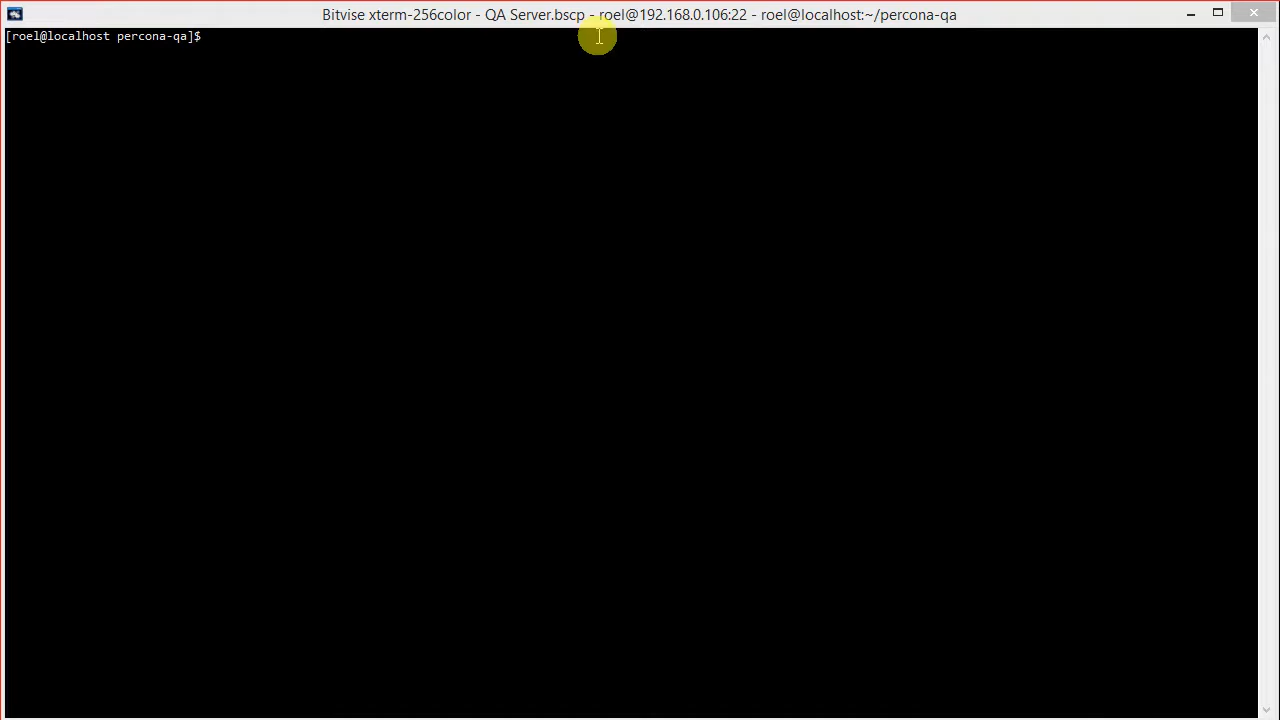 Bitvise xterm-256color - QA Server.bscp - roel@192.168.0.106:22 - roel@localhost:~/percona-qa
[roel@localhost percona-qa]$